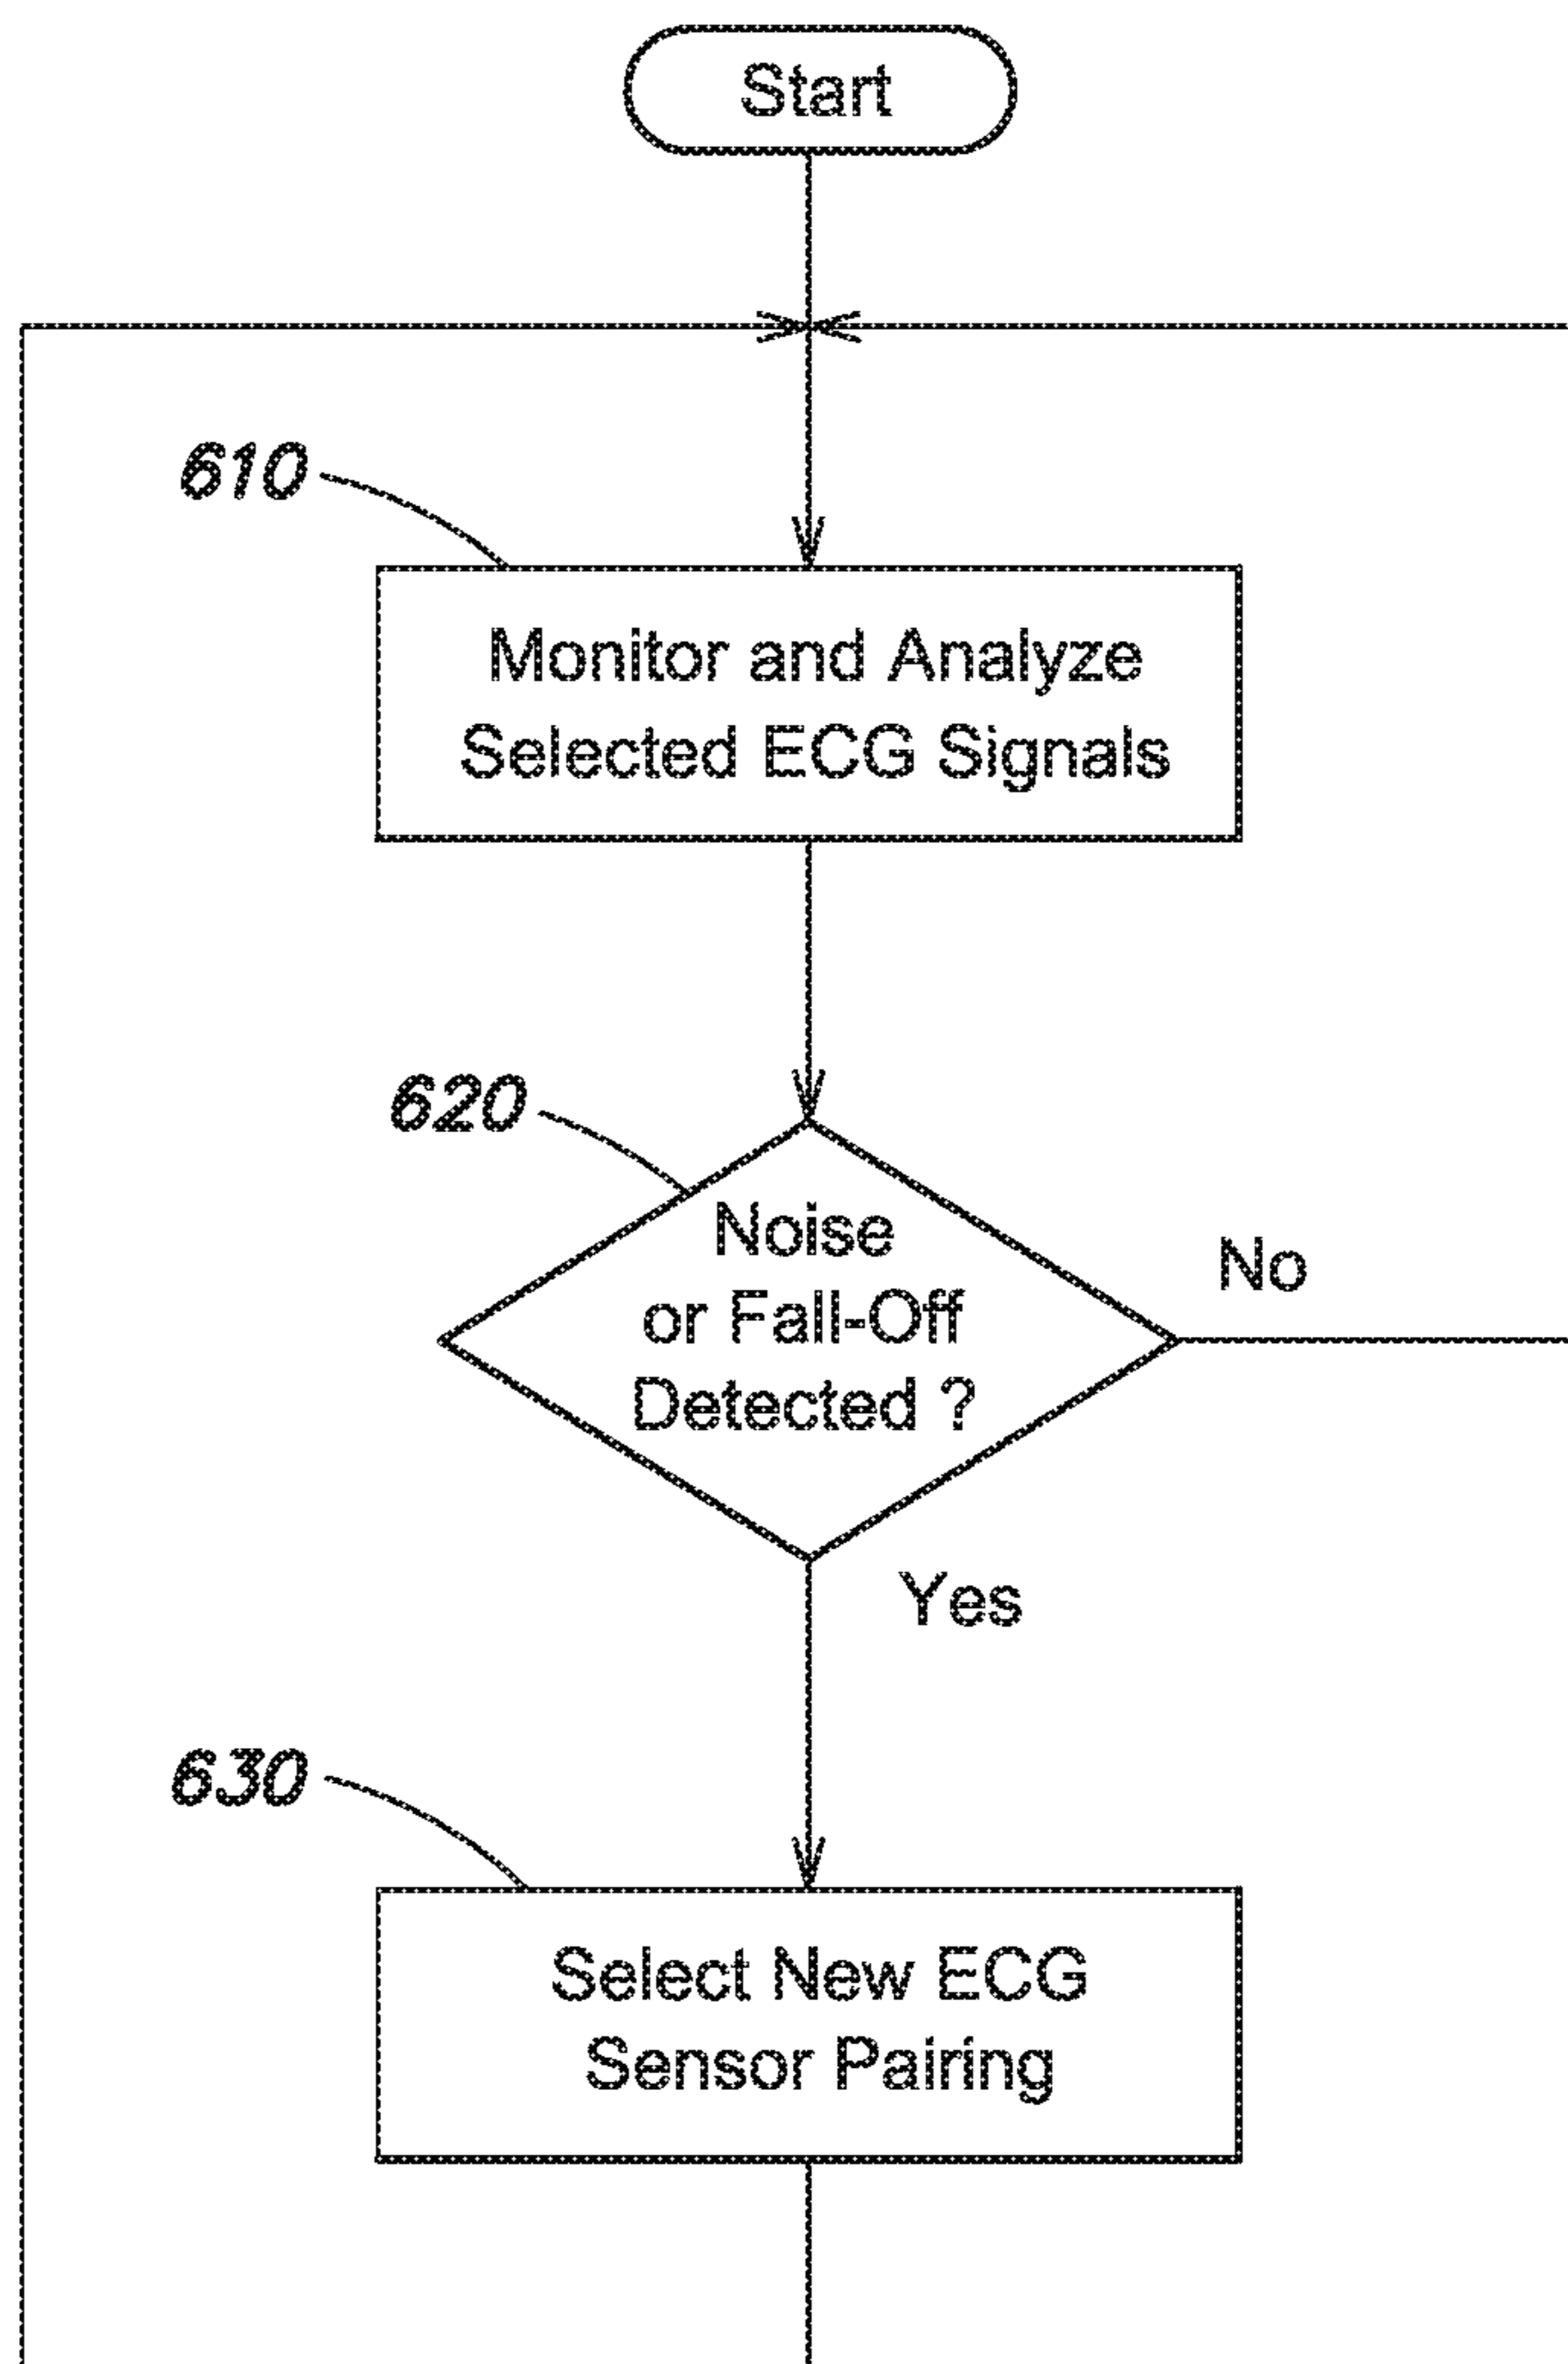 Start
610
Monitor and Analyze
Selected ECG Signals
620
Noise
or Fall-Off
Detected ?
No
Yes
630
Select New ECG
Sensor Pairing